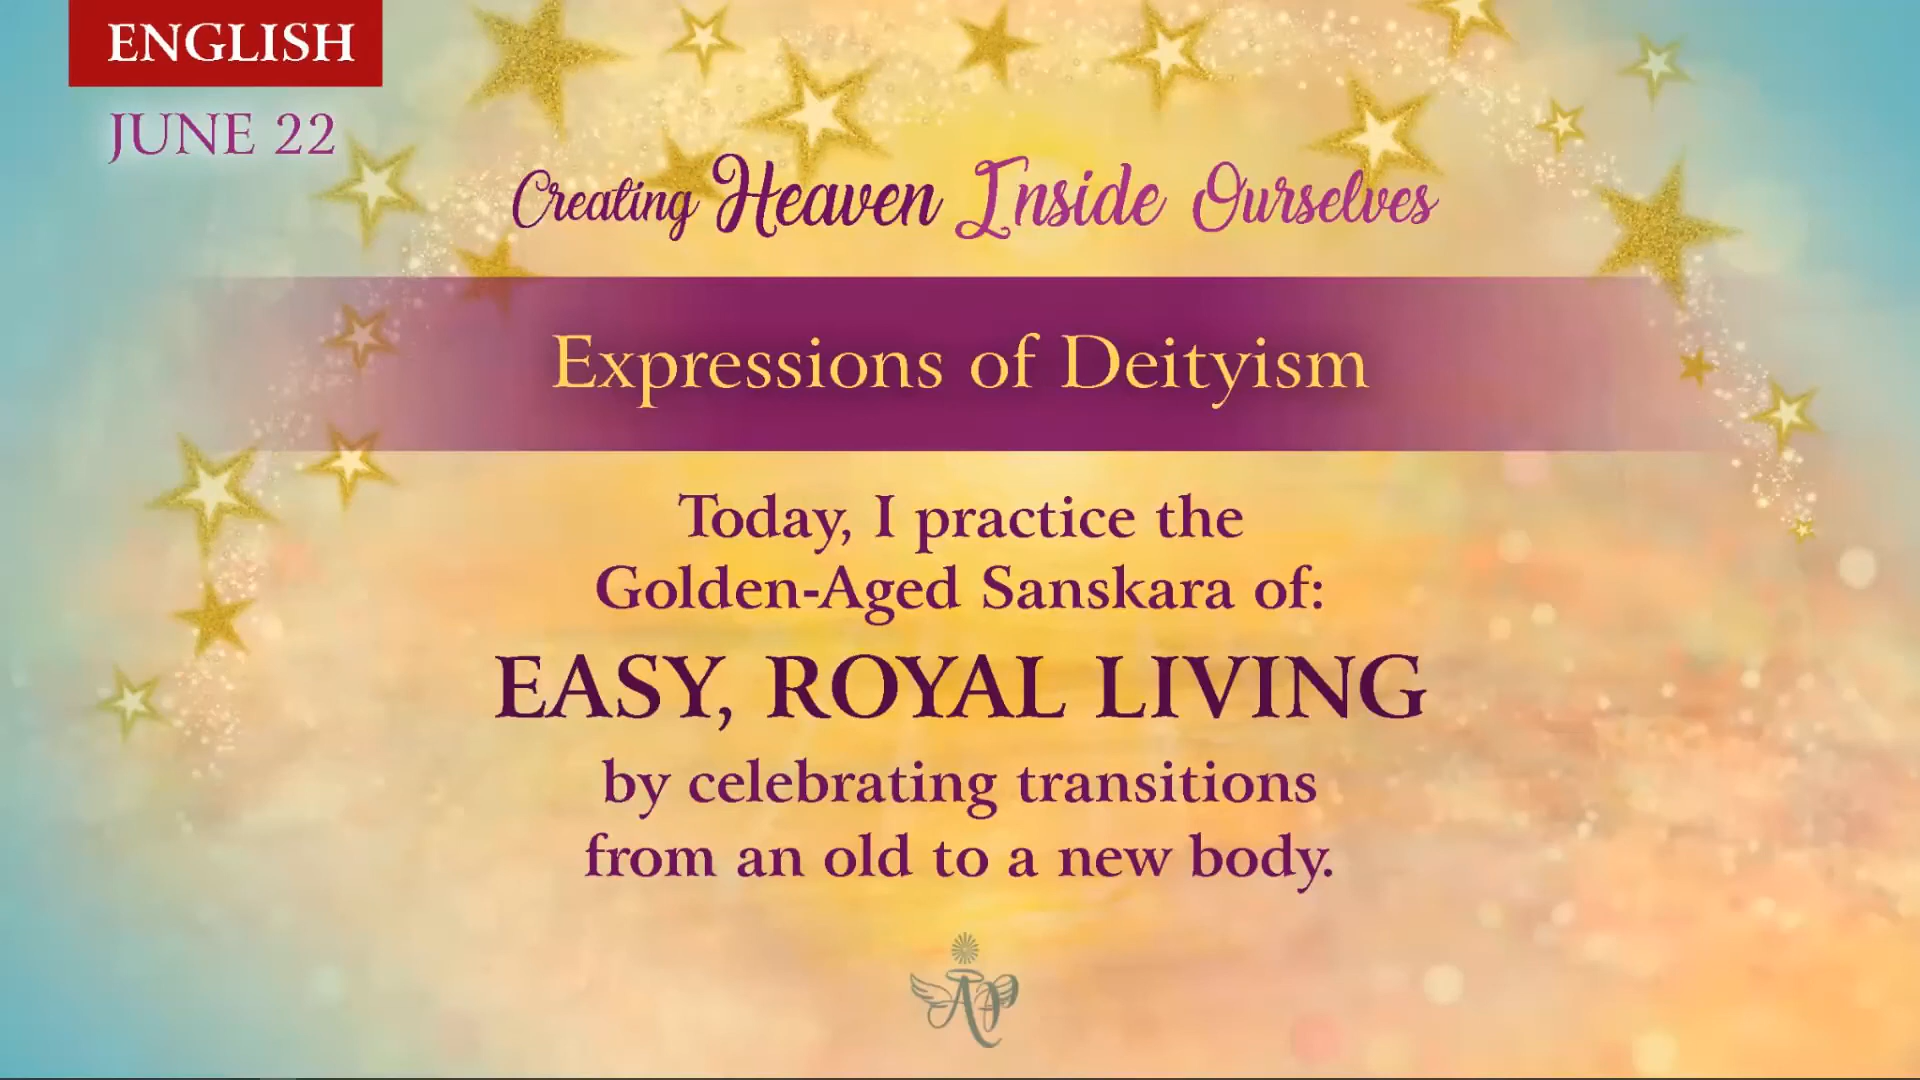 ENGLISH
JUNE 22
Creating Heaven Inside Ourselves
Expressions of Deityism
Today, I practice the
Golden-Aged Sanskara of:
EASY, ROYAL LIVING
by celebrating transitions
from an old to a new body.
AP